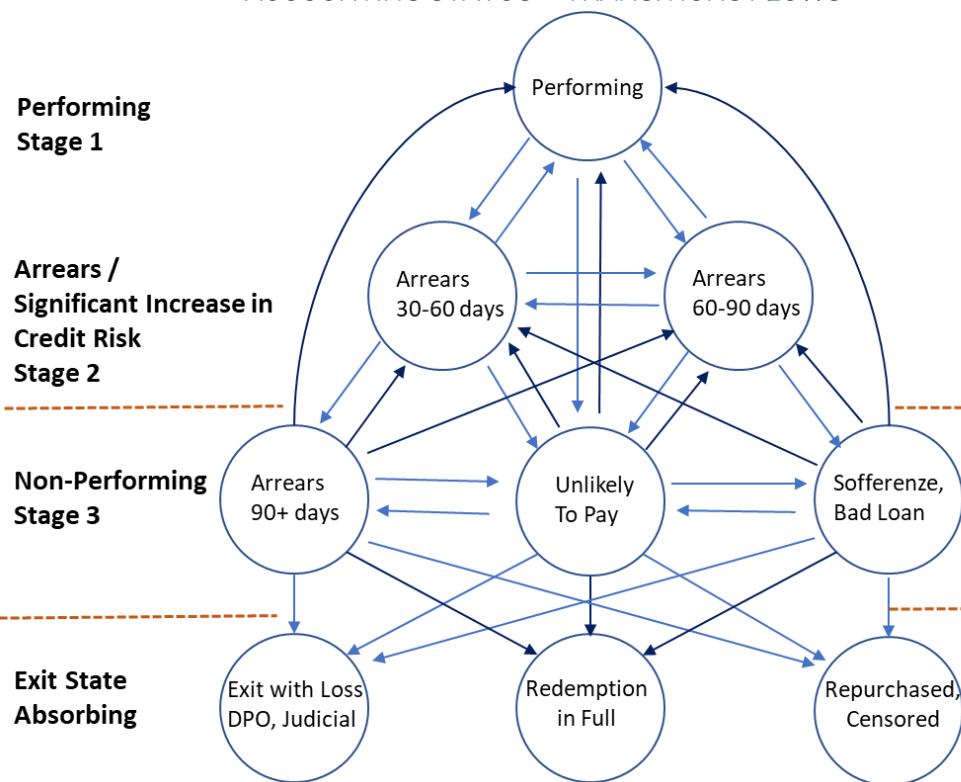 Performing
Performing
Stage 1
Arrears /
Significant Increase in
Credit Risk
Stage 2
Arrears
30-60 days
Arrears
60-90 days
Non-Performing
Stage 3
Arrears
90+ days
Unlikely
To Pay
Sofferenze,
Bad Loan
Exit State
Absorbing
Exit with Loss
DPO, Judicial
Redemption
in Full
Repurchased,
Censored